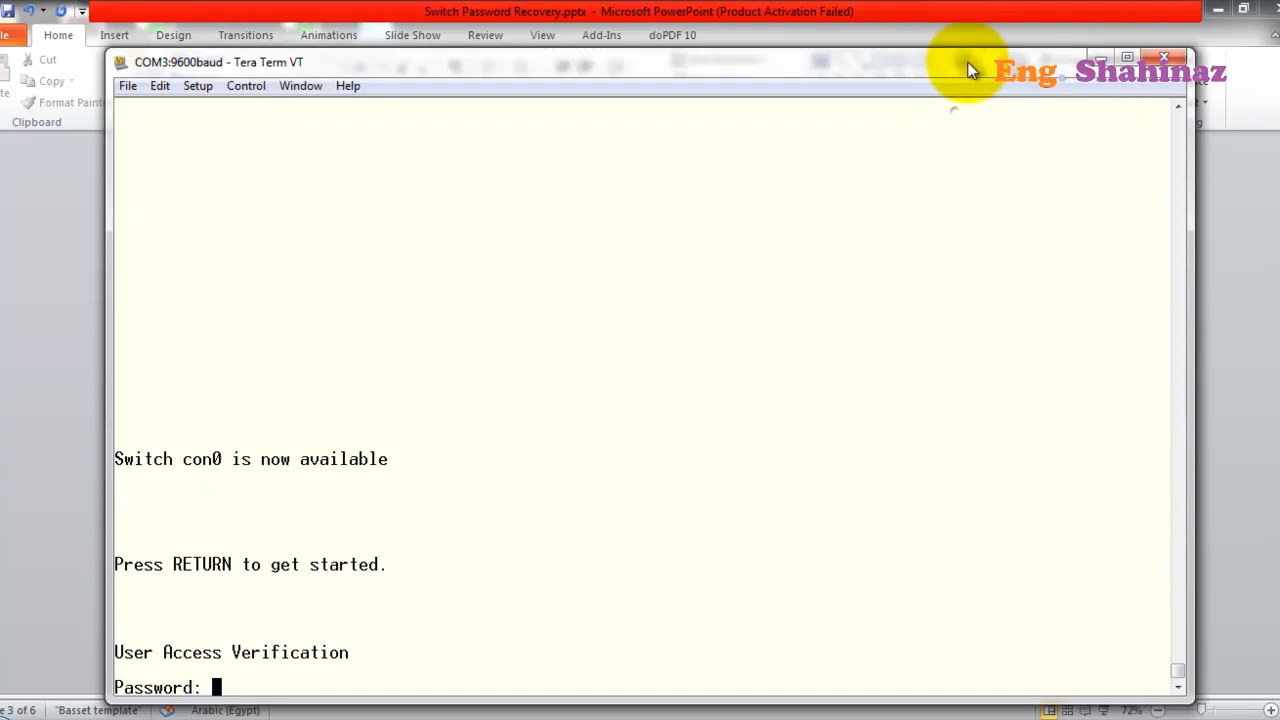 Switch Password Recovery.pptx - Microsoft PowerPoint (Product Activation Failed)
Home Insert Design Transitions Animations Slide Show Review View Add-Ins doPDF 10
Cut
Copy
Format Painte
Clipboard
COM3:9600baud - Tera Term VT
Eng. Shahinaz
File Edit Setup Control Window Help
Switch con0 is now available
Press RETURN to get started.
User Access Verification
Password:
e 3 of 6 "Basset template" Arabic (Egypt) 72%